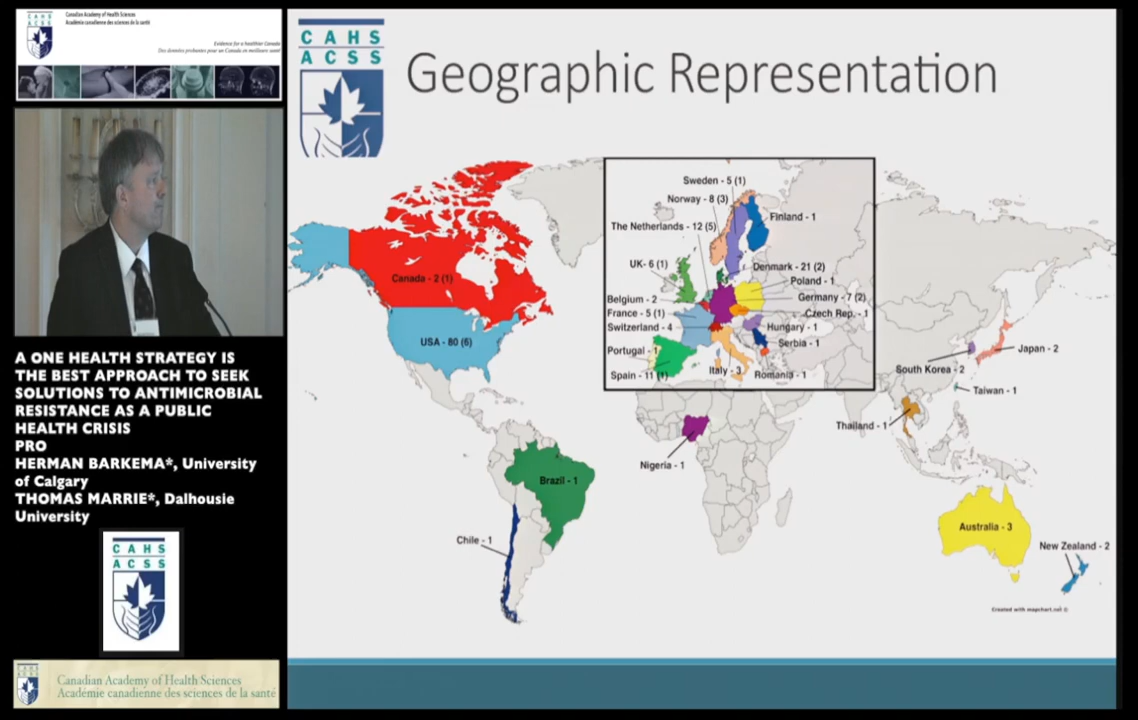 CAHS
ACSS
Canadian Academy of Health Sciences
Académie canadienne des sciences de la santé
Evidence for a healthier Canada
Des données probantes pour un Canada en meilleure santé
A ONE HEALTH STRATEGY IS
THE BEST APPROACH TO SEEK
SOLUTIONS TO ANTIMICROBIAL
RESISTANCE AS A PUBLIC
HEALTH CRISIS
PRO
HERMAN BARKEMA*, University
of Calgary
THOMAS MARRIE*, Dalhousie
University
CAHS
ACSS
CAHS
ACSS
Canadian Academy of Health Sciences
Académie canadienne des sciences de la santé
CAHS
ACSS
Geographic Representation
Sweden - 5 (1)
Norway - 8 (3)
Finland - 1
The Netherlands - 12 (5)
UK- 6 (1)
Denmark - 21 (2)
Poland - 1
Belgium - 2
Germany - 7 (2)
France - 5 (1)
Czech Rep. - 1
Switzerland - 4
Hungary - 1
Serbia - 1
Portugal - 1
Spain - 11 (1)
Italy - 3
Romania - 1
Canada - 2 (1)
USA - 80 (6)
Japan - 2
South Korea - 2
Taiwan - 1
Thailand - 1
Nigeria - 1
Brazil - 1
Chile - 1
Australia - 3
New Zealand - 2
Created with mapchart.net ©